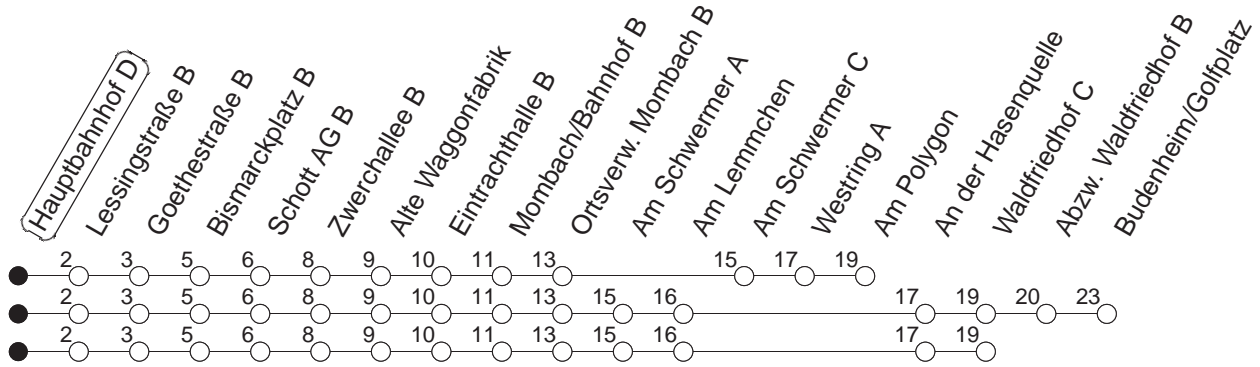 Hauptbahnhof D
Lessingstraße B
Goethestraße B
Bismarckplatz B
Schott AG B
Zwerchallee B
Alte Waggonfabrik
Eintrachthalle B
Mombach/Bahnhof B
Ortsverw. Mombach B
Am Schwermer A
Am Lemmchen
Am Schwermer C
Westring A
Am Polygon
An der Hasenquelle
Waldfriedhof C
Abzw. Waldfriedhof B
Budenheim/Golfplatz
2 3 5 6 8 9 10 11 13 15 17 19
2 3 5 6 8 9 10 11 13 15 16 17 19 20 23
2 3 5 6 8 9 10 11 13 15 16 17 19